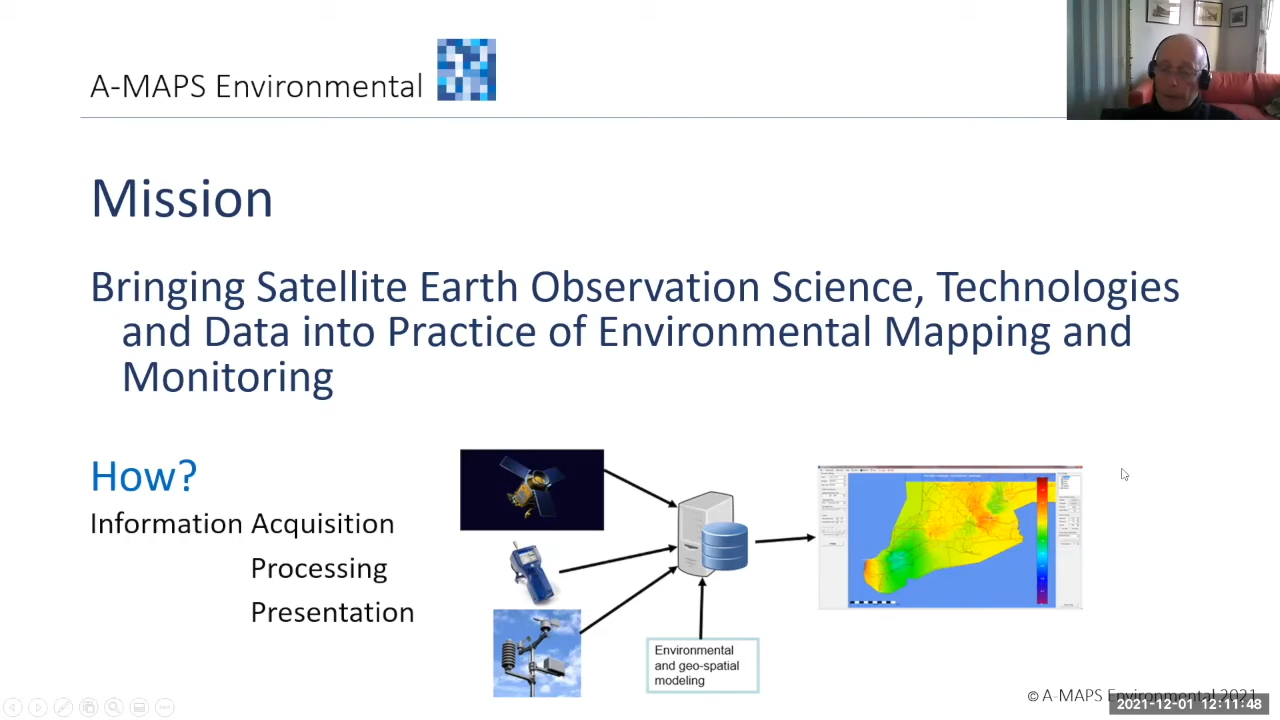 A-MAPS Environmental
Mission
Bringing Satellite Earth Observation Science, Technologies
and Data into Practice of Environmental Mapping and
Monitoring
How?
Information Acquisition
Processing
Presentation
Environmental
and geo-spatial
modeling
© A-MAPS Environmental 2021
2021-12-01 12:11:48